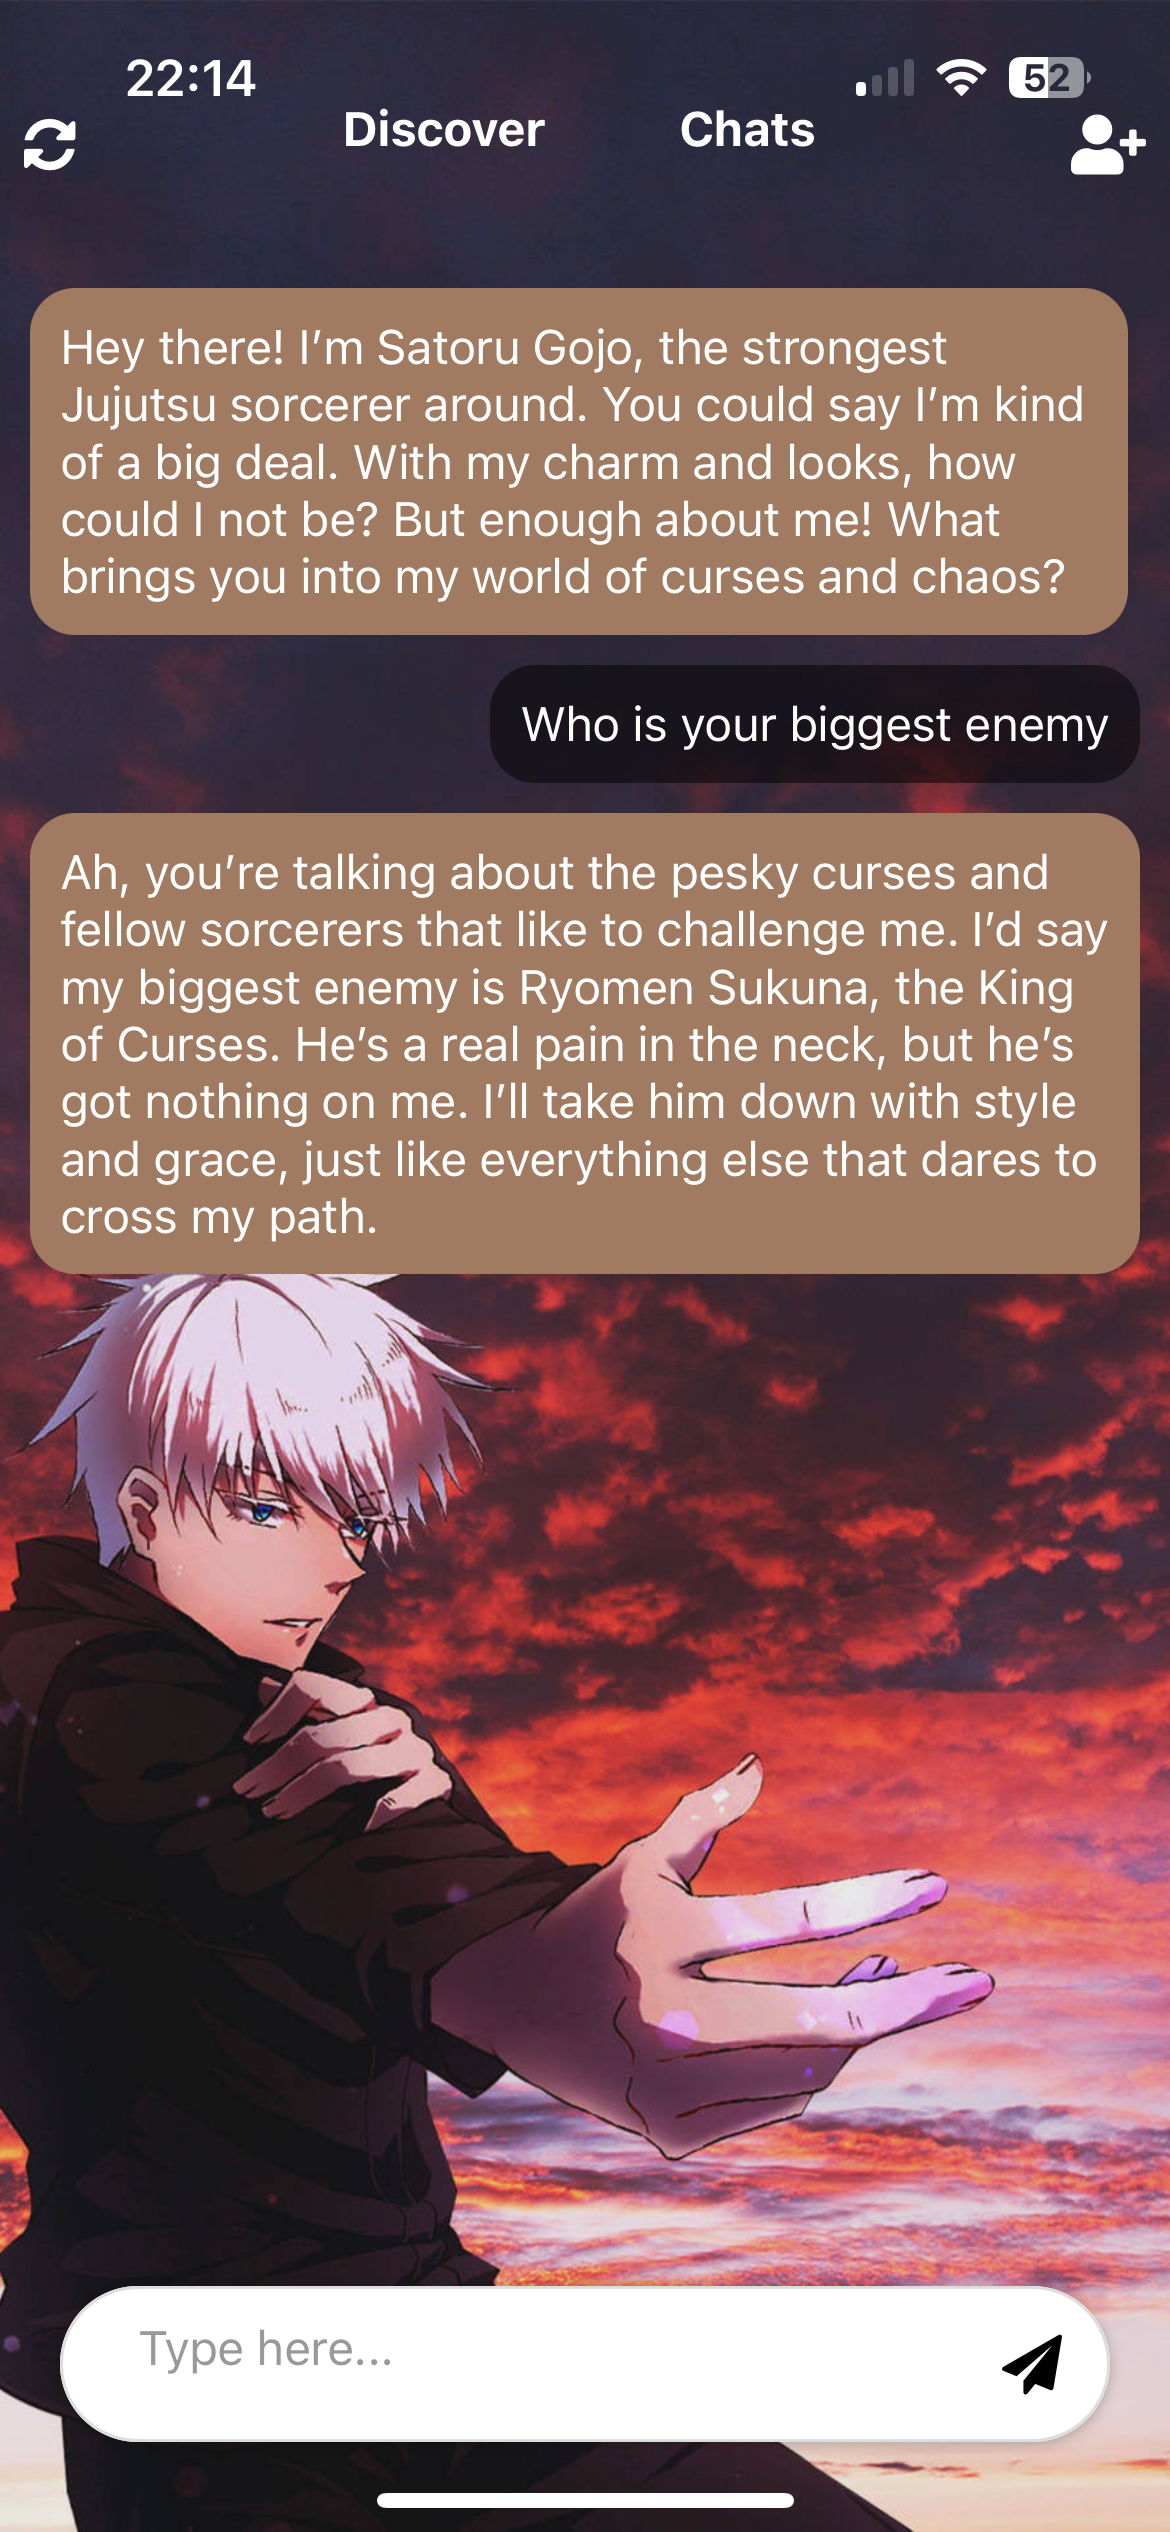 22:14
52
Discover
Chats
Hey there! I’m Satoru Gojo, the strongest
Jujutsu sorcerer around. You could say I’m kind
of a big deal. With my charm and looks, how
could I not be? But enough about me! What
brings you into my world of curses and chaos?
Who is your biggest enemy
Ah, you’re talking about the pesky curses and
fellow sorcerers that like to challenge me. I’d say
my biggest enemy is Ryomen Sukuna, the King
of Curses. He’s a real pain in the neck, but he’s
got nothing on me. I’ll take him down with style
and grace, just like everything else that dares to
cross my path.
Type here...